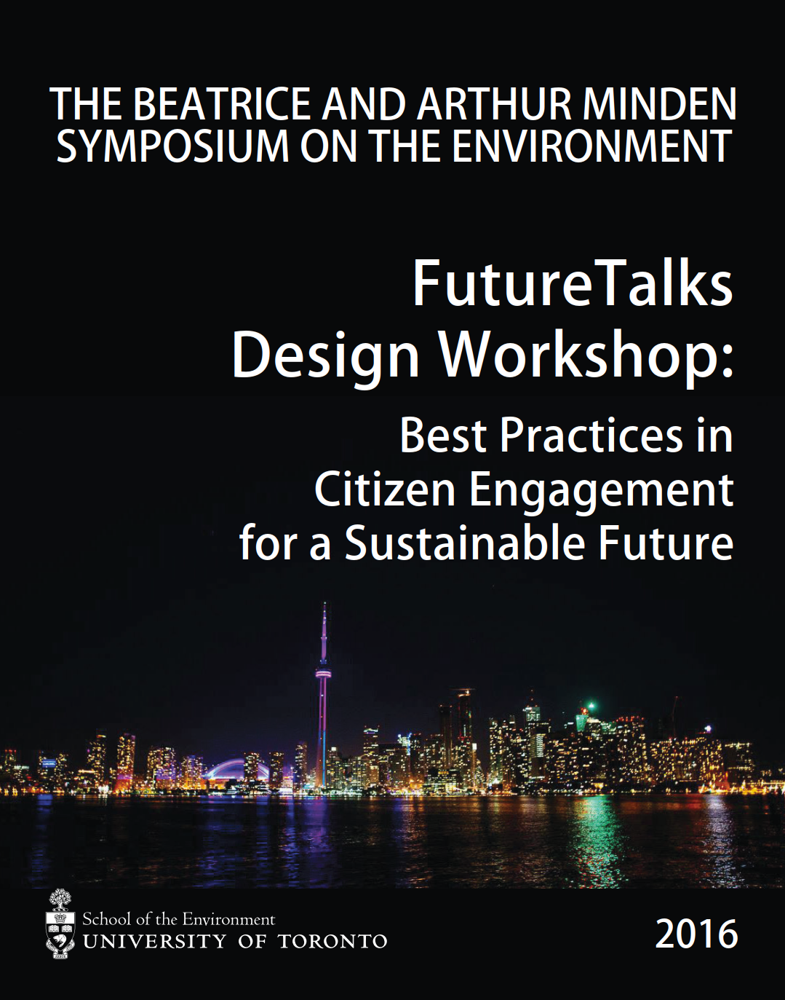 THE BEATRICE AND ARTHUR MINDEN
SYMPOSIUM ON THE ENVIRONMENT
FutureTalks
Design Workshop:
Best Practices in
Citizen Engagement
for a Sustainable Future
School of the Environment
UNIVERSITY OF TORONTO
2016